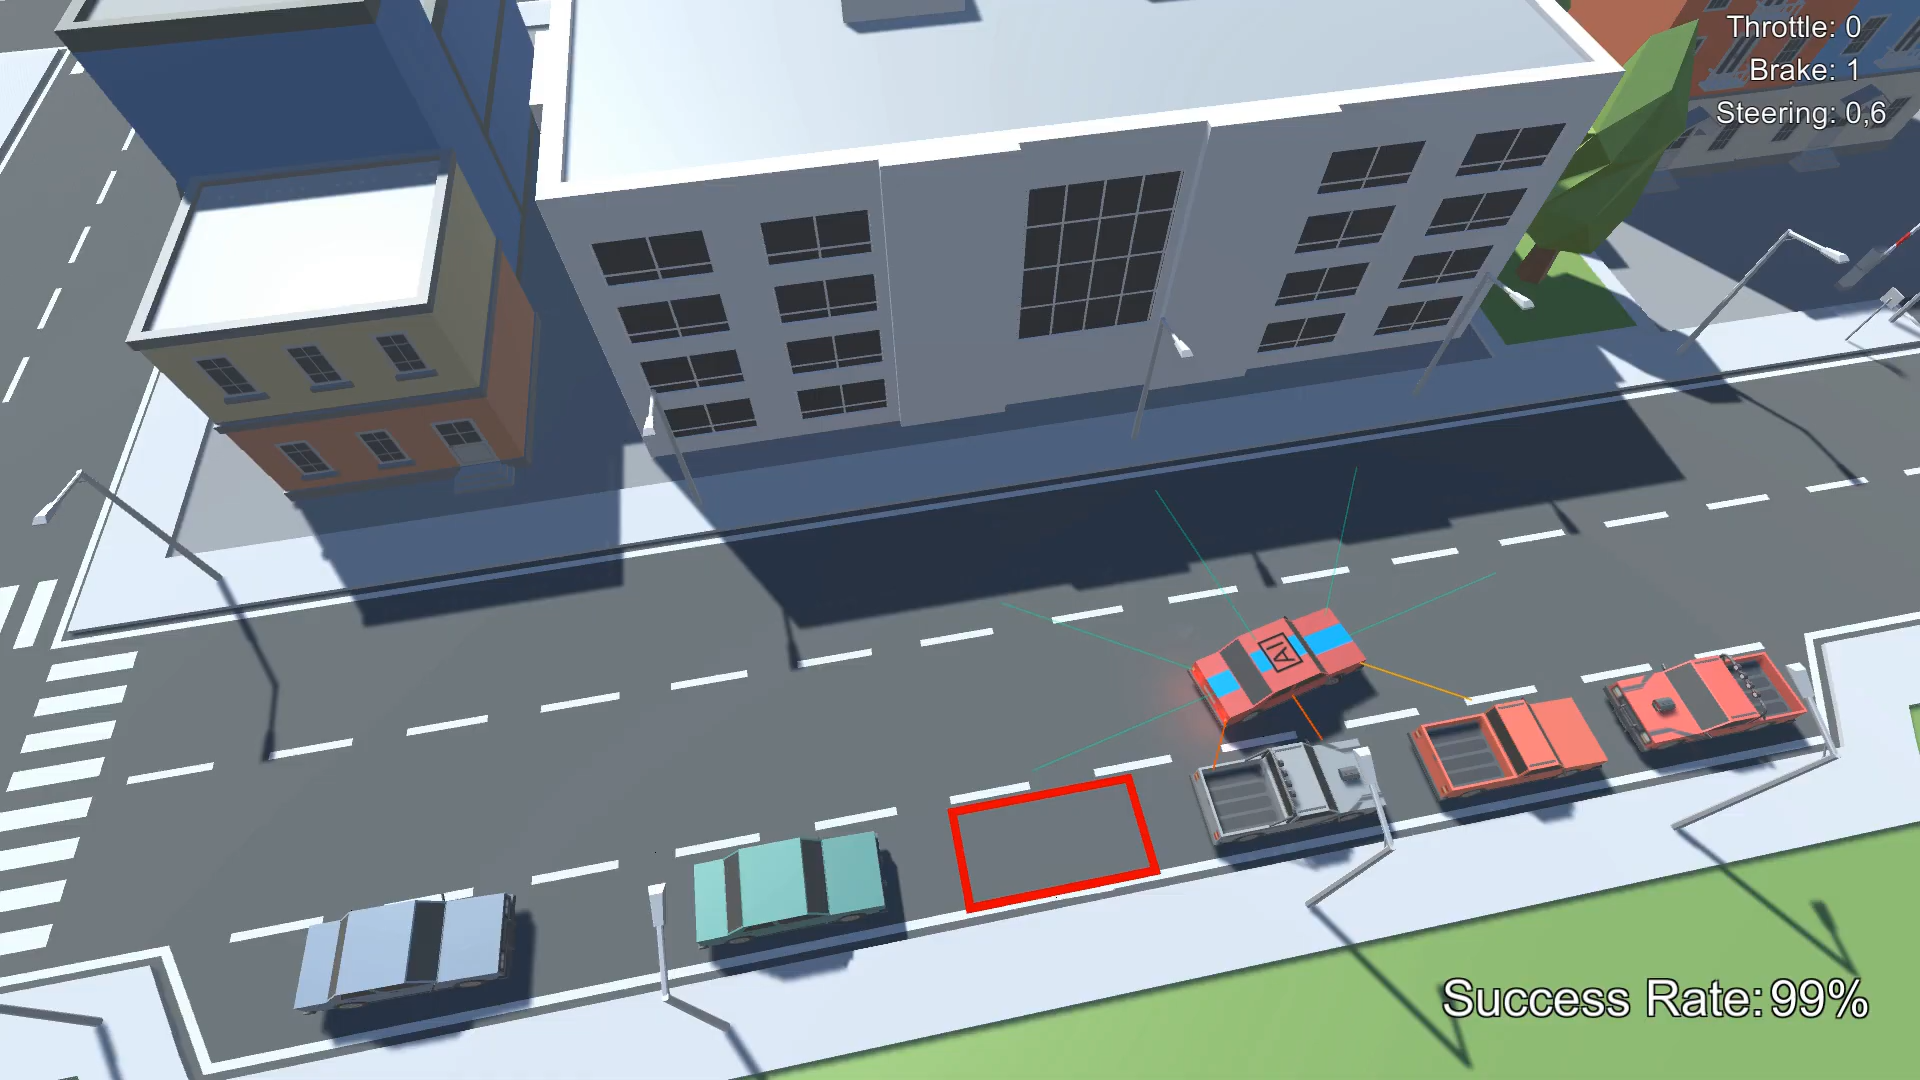 Throttle: 0
Brake: 1
Steering: 0,6
AI
Success Rate: 99%